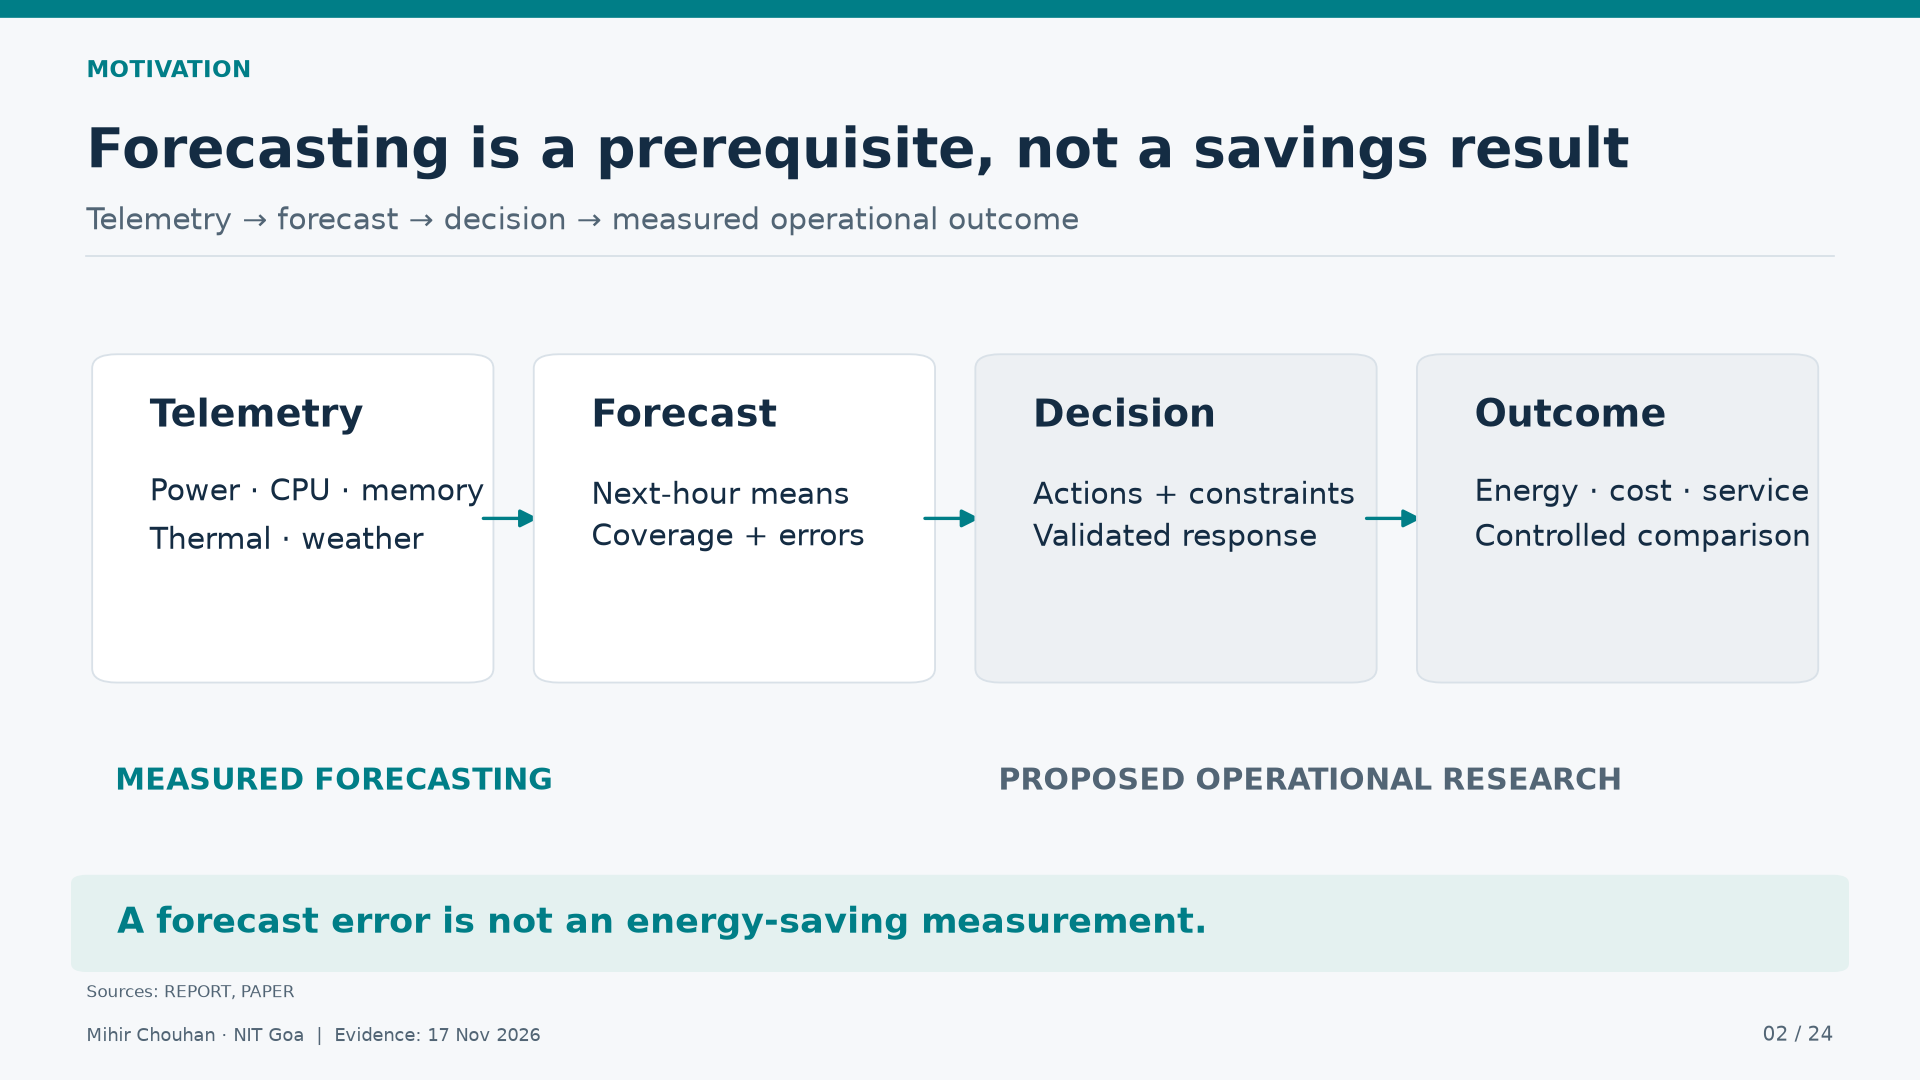 MOTIVATION
Forecasting is a prerequisite, not a savings result
Telemetry → forecast → decision → measured operational outcome
Telemetry
Power · CPU · memory
Thermal · weather
Forecast
Next-hour means
Coverage + errors
Decision
Actions + constraints
Validated response
Outcome
Energy · cost · service
Controlled comparison
MEASURED FORECASTING
PROPOSED OPERATIONAL RESEARCH
A forecast error is not an energy-saving measurement.
Sources: REPORT, PAPER
Mihir Chouhan · NIT Goa | Evidence: 17 Nov 2026
02 / 24